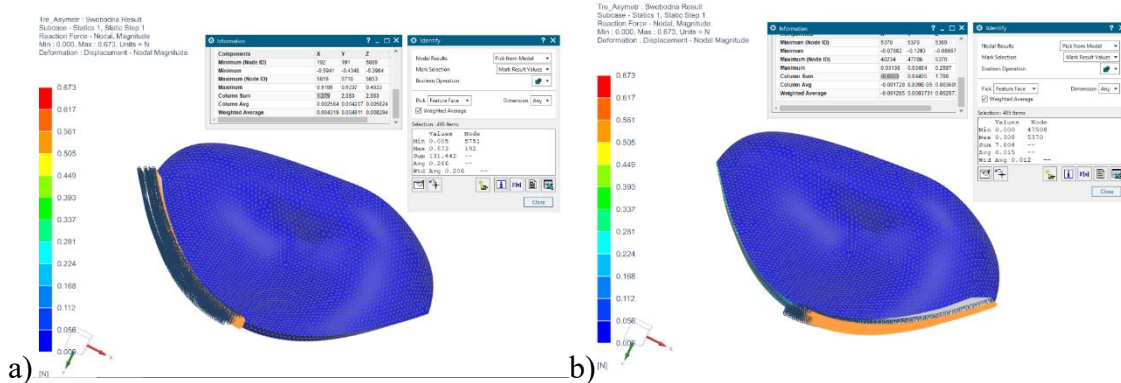 Tre_Asymetr : Swobodna Result
Subcase - Statics 1, Static Step 1
Reaction Force - Nodal, Magnitude
Min : 0.000, Max : 0.673, Units = N
Deformation : Displacement - Nodal Magnitude
0.673
0.617
0.561
0.505
0.449
0.393
0.337
0.281
0.224
0.168
0.112
0.056
[N]
Information
Components X Y Z
Minimum (Node ID) 192 191
Minimum
Maximum (Node ID)
Maximum
Column Sum
Column Avg
Weighted Average
Identify
Nodal Results Pick from Model
Mark Selection Mark Result Values
Boolean Operation
Pick Feature Face Dimension Any
Weighted Average
Selection : 495 Items
Values Node
Min 0.005 5751
Max 0.673 192
Sum 131.442 --
Avg 0.266 --
Wtd Avg 0.206 --
Close
X
Y
a)
Tre_Asymetr : Swobodna Result
Subcase - Statics 1, Static Step 1
Reaction Force - Nodal, Magnitude
Min : 0.000, Max : 0.673, Units = N
Deformation : Displacement - Nodal Magnitude
0.673
0.617
0.561
0.505
0.449
0.393
0.337
0.281
0.224
0.168
0.112
0.056
[N]
Information
Minimum (Node ID) 5370 5370 5369
Minimum
Maximum (Node ID) 40234 47786 5370
Maximum
Column Sum
Column Avg
Weighted Average
Identify
Nodal Results Pick from Model
Mark Selection Mark Result Values
Boolean Operation
Pick Feature Face Dimension Any
Weighted Average
Values Node
Min 0.000 47508
Max 0.308 5370
Sum 7.604 --
Avg 0.015 --
Wtd Avg 0.012 --
Close
X
Y
b)